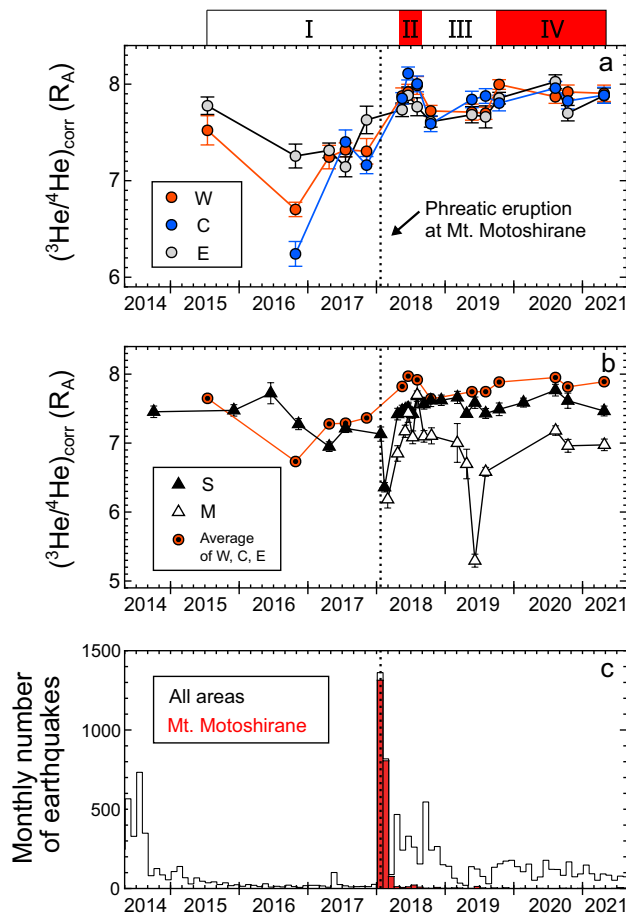 I II III IV
a
(³He/⁴He)corr (RA)
8
7
6
W
C
E
Phreatic eruption
at Mt. Motoshirane
2014 2015 2016 2017 2018 2019 2020 2021
b
(³He/⁴He)corr (RA)
8
7
6
5
S
M
Average
of W, C, E
2014 2015 2016 2017 2018 2019 2020 2021
c
Monthly number
of earthquakes
1500
1000
500
0
All areas
Mt. Motoshirane
2014 2015 2016 2017 2018 2019 2020 2021